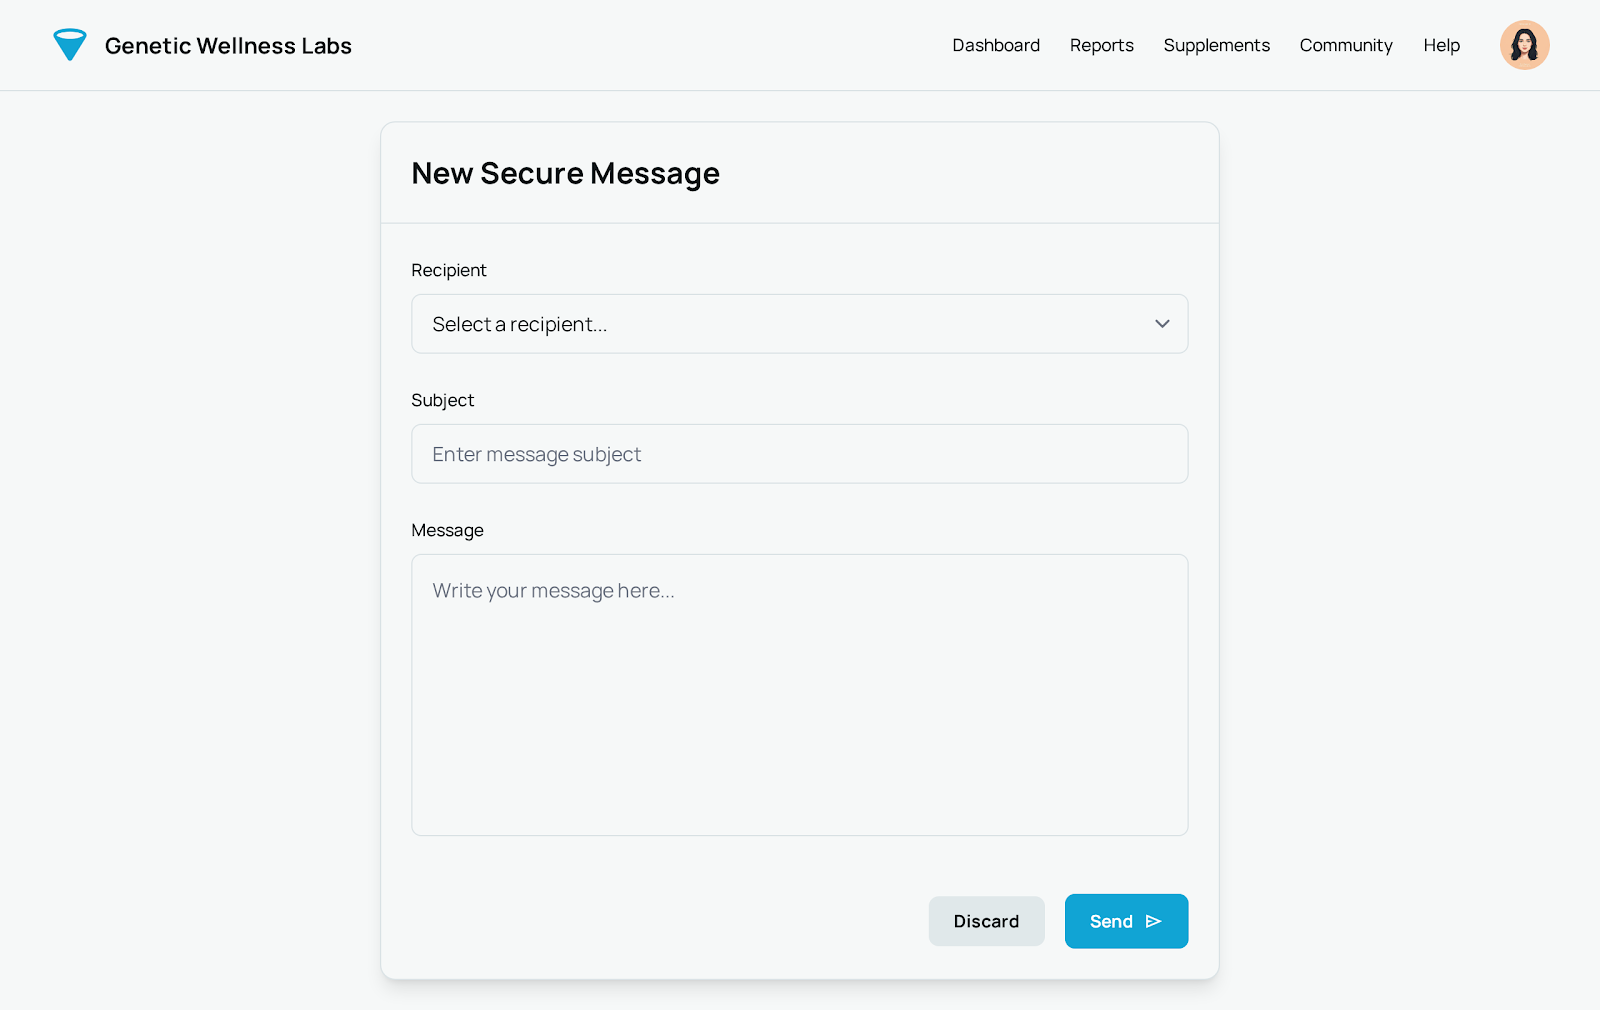 Genetic Wellness Labs
Dashboard Reports Supplements Community Help
New Secure Message
Recipient
Select a recipient...
Subject
Enter message subject
Message
Write your message here...
Discard Send